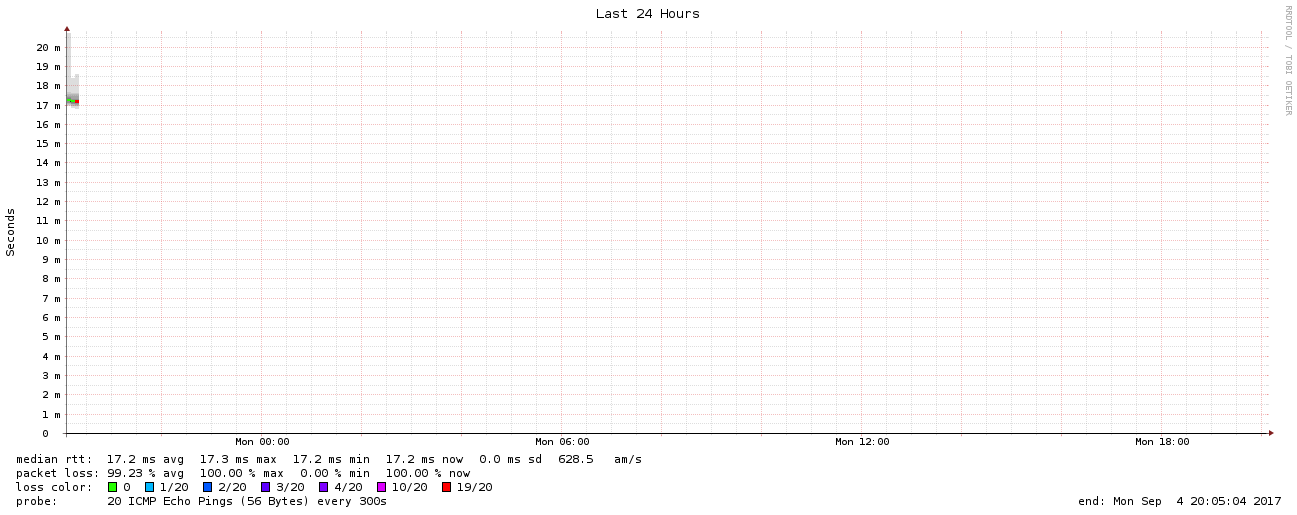 Last 24 Hours
RRDTOOL / TOBI OETIKER
Seconds
20 m
19 m
18 m
17 m
16 m
15 m
14 m
13 m
12 m
11 m
10 m
9 m
8 m
7 m
6 m
5 m
4 m
3 m
2 m
1 m
0
Mon 00:00 Mon 06:00 Mon 12:00 Mon 18:00
median rtt: 17.2 ms avg 17.3 ms max 17.2 ms min 17.2 ms now 0.0 ms sd 628.5 am/s
packet loss: 99.23 % avg 100.00 % max 0.00 % min 100.00 % now
loss color: 0 1/20 2/20 3/20 4/20 10/20 19/20
probe: 20 ICMP Echo Pings (56 Bytes) every 300s end: Mon Sep 4 20:05:04 2017